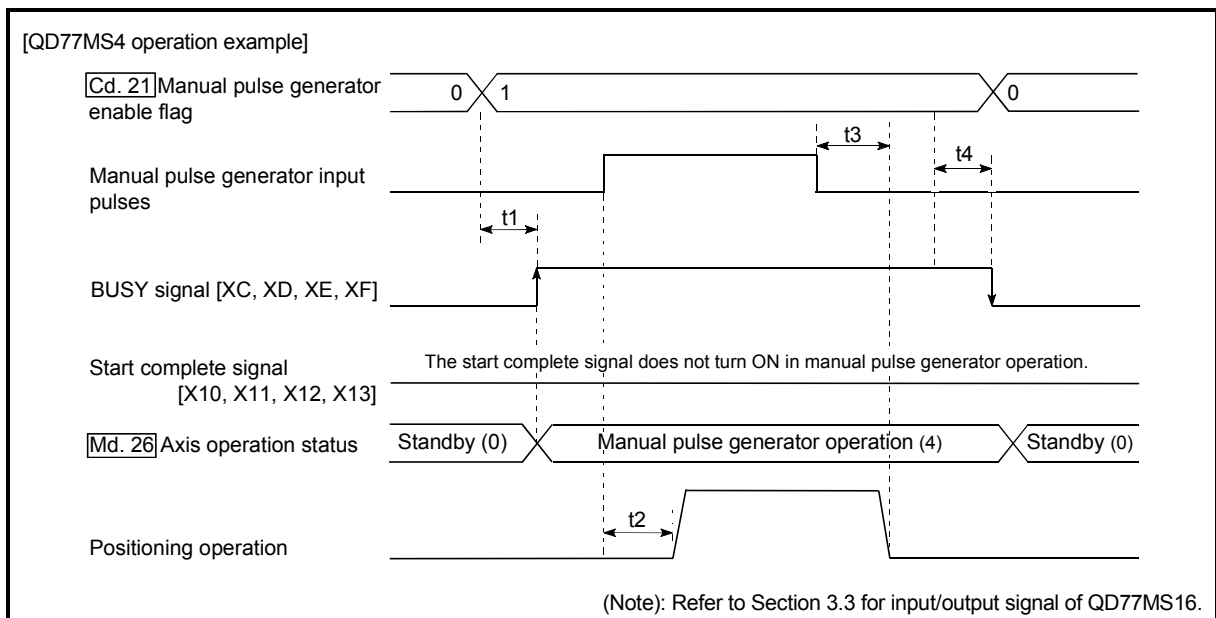 [QD77MS4 operation example]
Cd. 21 Manual pulse generator
enable flag
0 1 0
t3
t4
Manual pulse generator input
pulses
t1
BUSY signal [XC, XD, XE, XF]
Start complete signal
[X10, X11, X12, X13]
The start complete signal does not turn ON in manual pulse generator operation.
Md. 26 Axis operation status
Standby (0) Manual pulse generator operation (4) Standby (0)
t2
Positioning operation
(Note): Refer to Section 3.3 for input/output signal of QD77MS16.